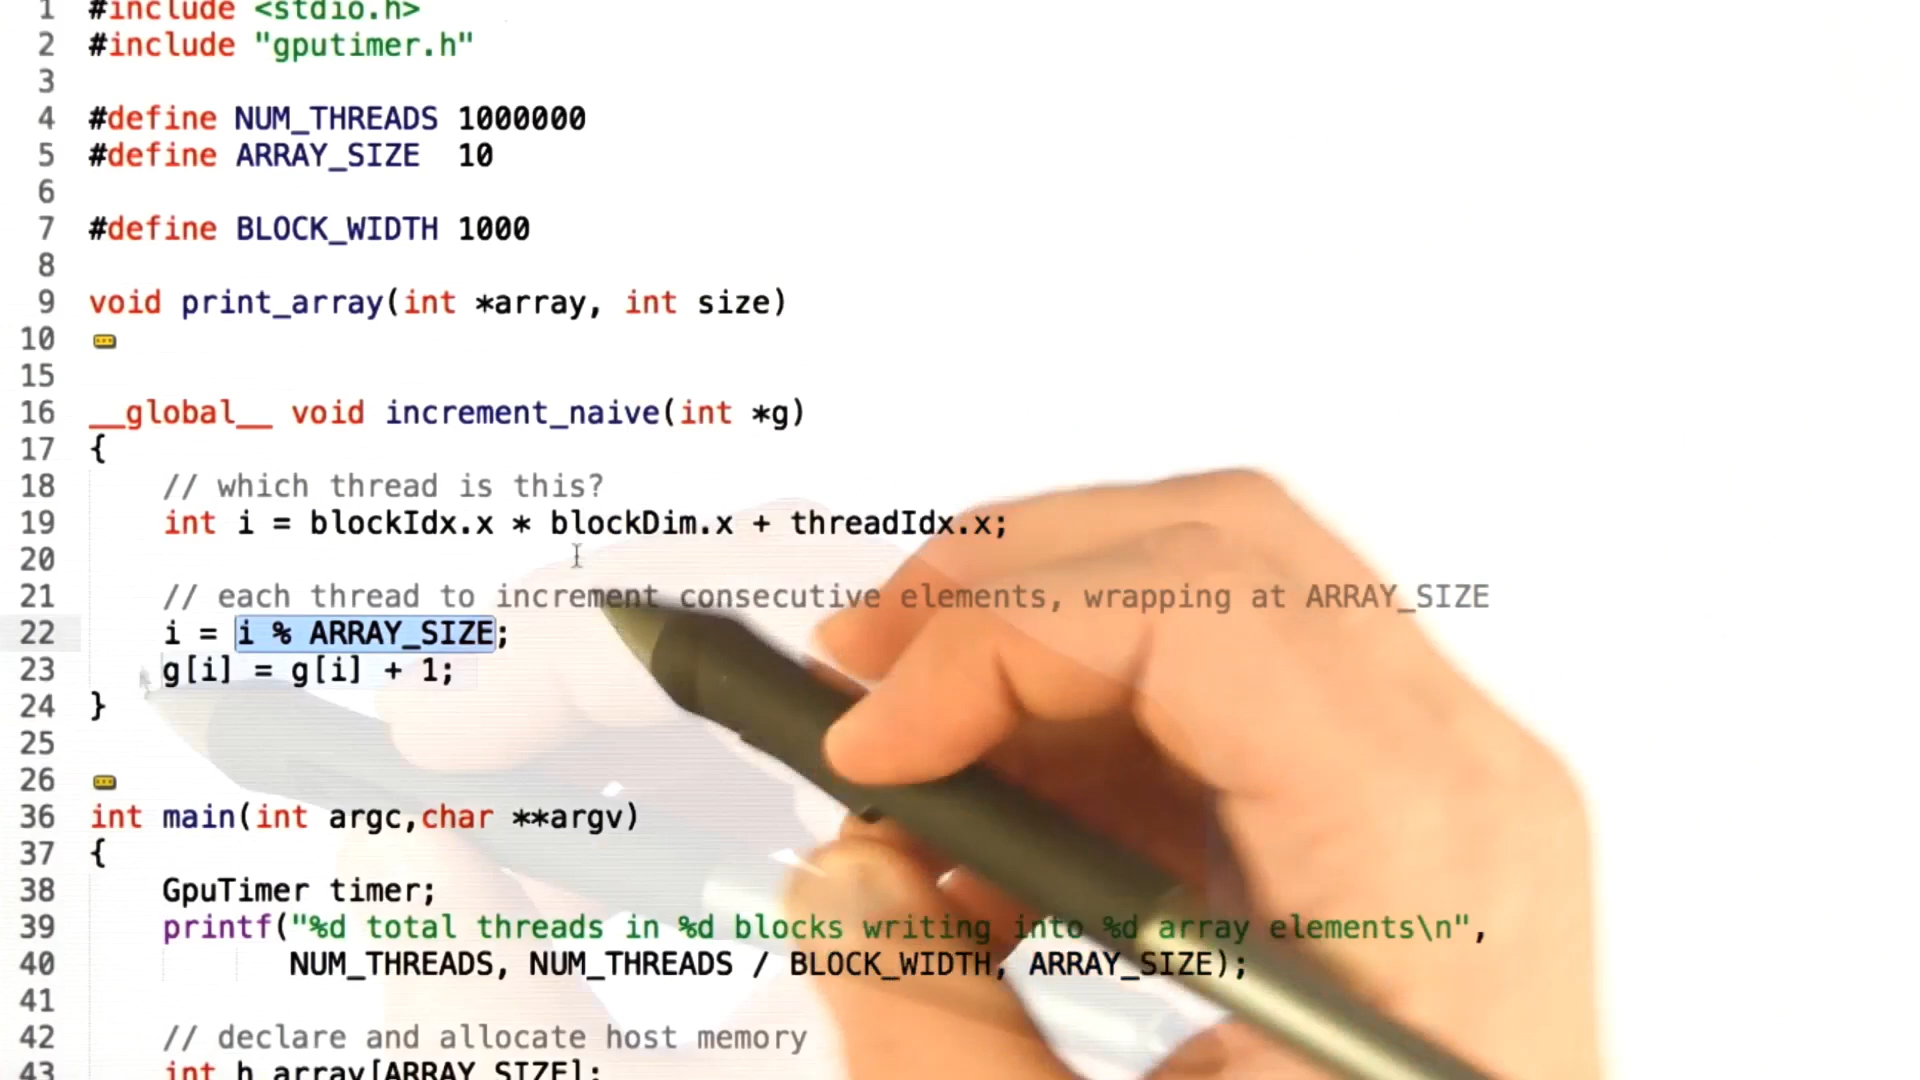 1 #include <stdio.h>
2 #include "gputimer.h"
3
4 #define NUM_THREADS 1000000
5 #define ARRAY_SIZE  10
6
7 #define BLOCK_WIDTH 1000
8
9 void print_array(int *array, int size)
10
15
16 __global__ void increment_naive(int *g)
17 {
18 // which thread is this?
19 int i = blockIdx.x * blockDim.x + threadIdx.x;
20
21 // each thread to increment consecutive elements, wrapping at ARRAY_SIZE
22 i = i % ARRAY_SIZE;
23 g[i] = g[i] + 1;
24 }
25
26
36 int main(int argc,char **argv)
37 {
38 GpuTimer timer;
39 printf("%d total threads in %d blocks writing into %d array elements\n",
40 NUM_THREADS, NUM_THREADS / BLOCK_WIDTH, ARRAY_SIZE);
41
42 // declare and allocate host memory
43 int h_array[ARRAY_SIZE];